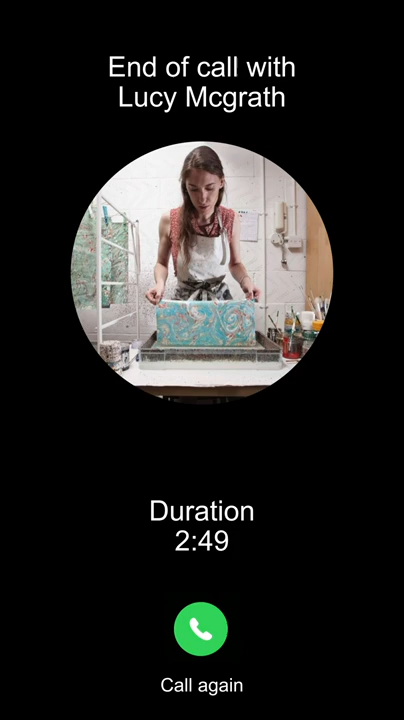 End of call with
Lucy Mcgrath
Duration
2:49
Call again